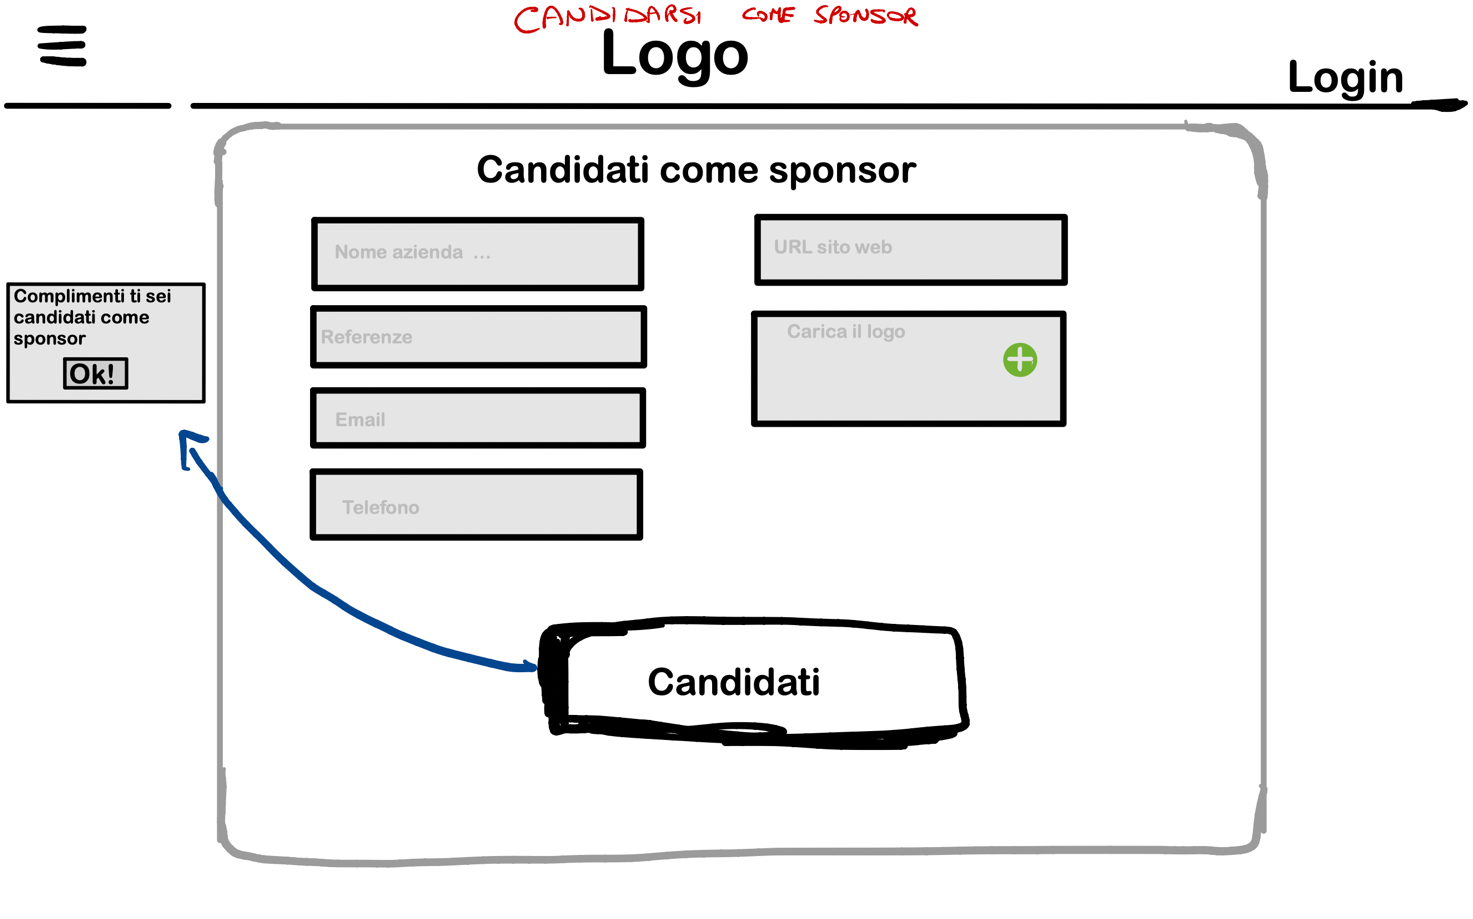 CANDIDARSI COME SPONSOR
Logo
Login
Candidati come sponsor
Nome azienda ...
URL sito web
Complimenti ti sei
candidati come
sponsor
Ok!
Referenze
Carica il logo
Email
Telefono
Candidati